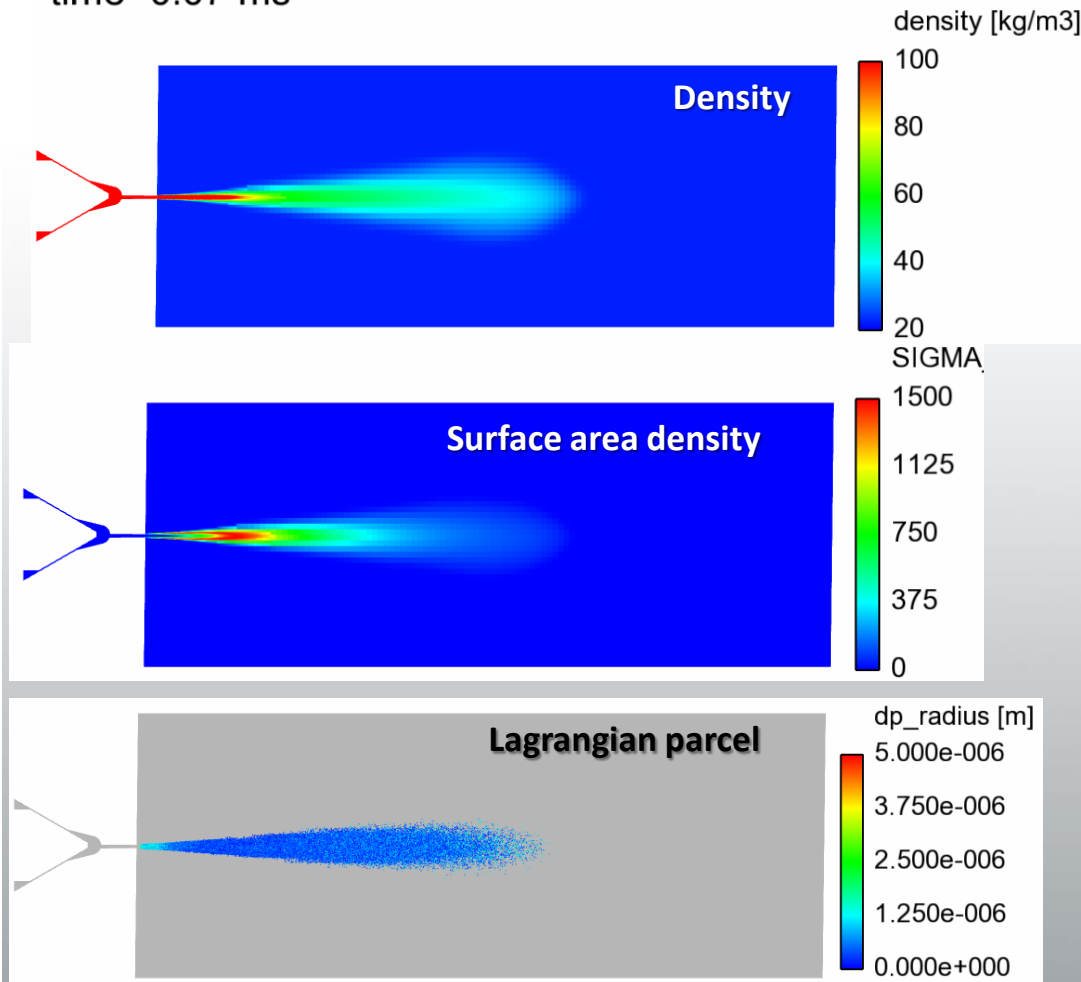 density [kg/m3]
Density
100
80
60
40
20
SIGMA_
Surface area density
1500
1125
750
375
0
dp_radius [m]
Lagrangian parcel
5.000e-006
3.750e-006
2.500e-006
1.250e-006
0.000e+000